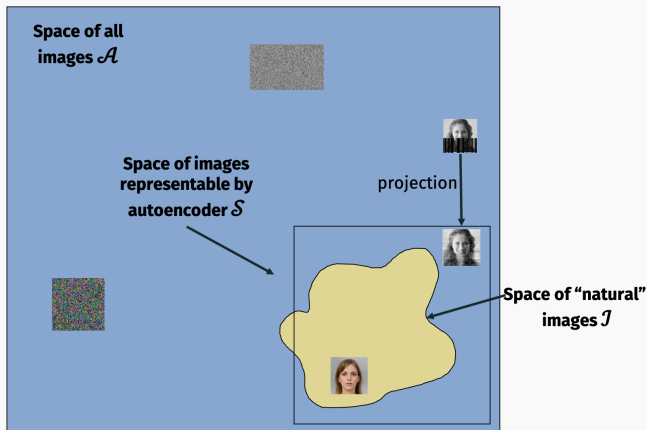 Space of all
images 𝒜
Space of images
representable by
autoencoder 𝒮
projection
Space of “natural”
images ℐ